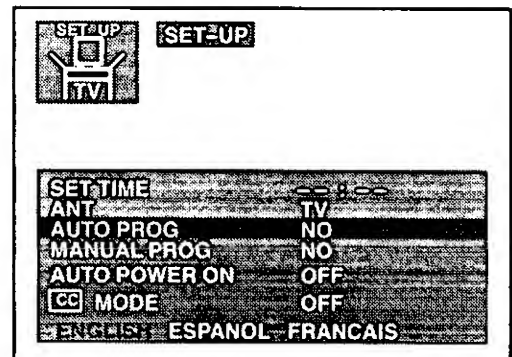 SET-UP SET-UP
TV
SET TIME --:--
ANT TV
AUTO PROG NO
MANUAL PROG NO
AUTO POWER ON OFF
CC MODE OFF
ENGLISH ESPANOL FRANCAIS